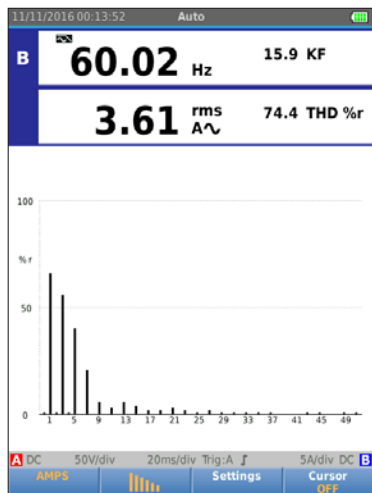 11/11/2016 00:13:52 Auto
B 60.02 Hz 15.9 KF
3.61 rms A∿ 74.4 THD %r
100
% r
50
0
1 5 9 13 17 21 25 29 33 37 41 45 49
A DC 50V/div 20ms/div Trig:A ʃ 5A/div DC B
AMPS Settings Cursor
OFF